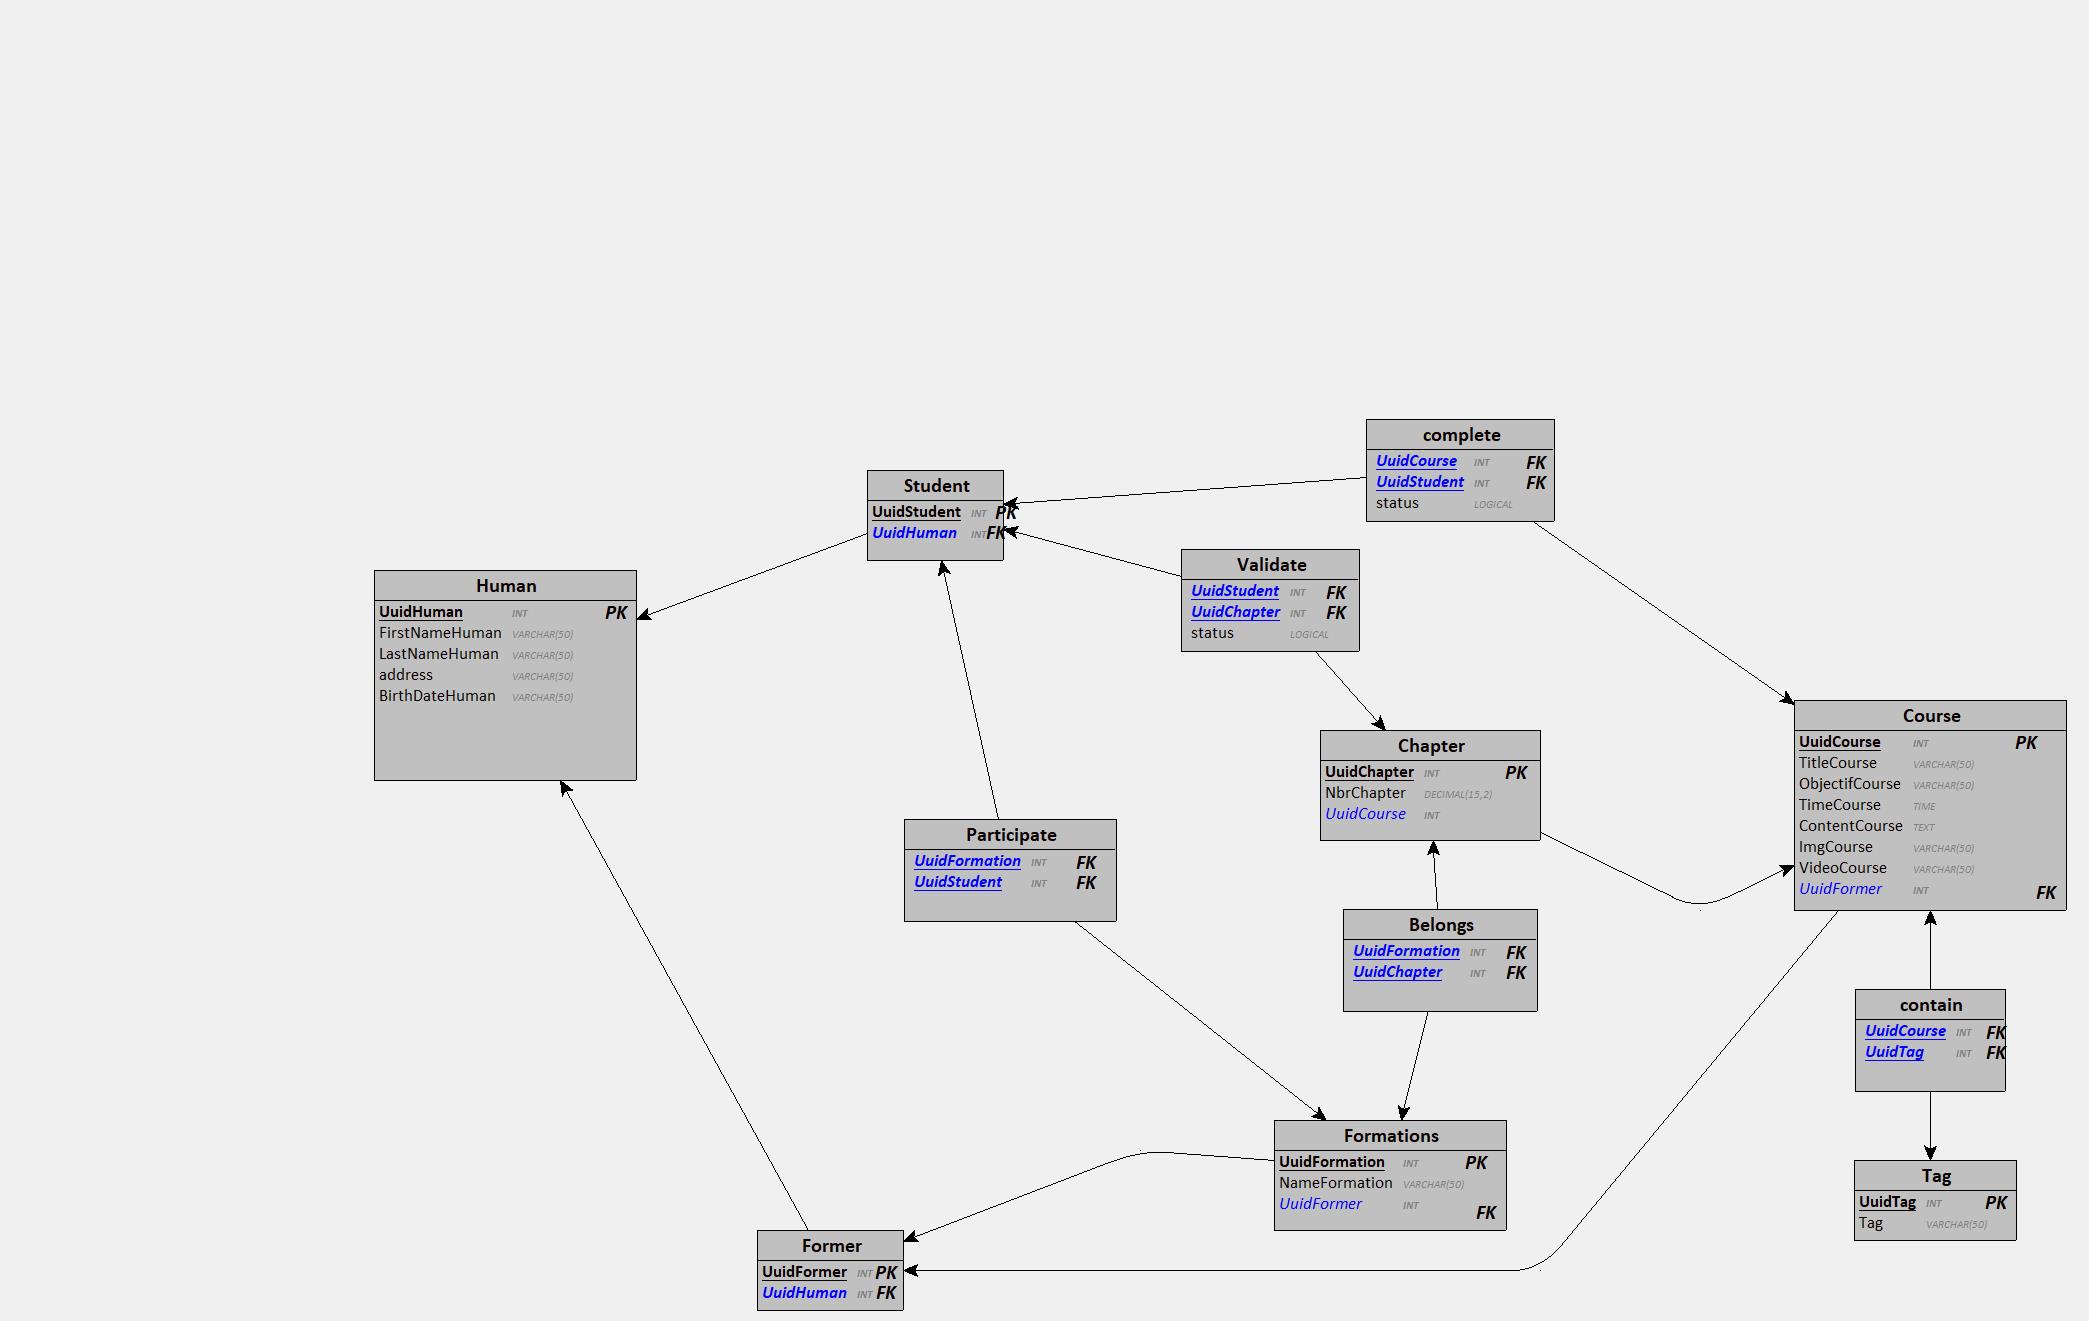 complete
UuidCourse INT FK
UuidStudent INT FK
status LOGICAL
Student
UuidStudent INT PK
UuidHuman INT FK
Validate
UuidStudent INT FK
UuidChapter INT FK
status LOGICAL
Human
UuidHuman INT PK
FirstNameHuman VARCHAR(50)
LastNameHuman VARCHAR(50)
address VARCHAR(50)
BirthDateHuman VARCHAR(50)
Course
UuidCourse INT PK
TitleCourse VARCHAR(50)
ObjectifCourse VARCHAR(50)
TimeCourse TIME
ContentCourse TEXT
ImgCourse VARCHAR(50)
VideoCourse VARCHAR(50)
UuidFormer INT FK
Chapter
UuidChapter INT PK
NbrChapter DECIMAL(15,2)
UuidCourse INT
Participate
UuidFormation INT FK
UuidStudent INT FK
Belongs
UuidFormation INT FK
UuidChapter INT FK
contain
UuidCourse INT FK
UuidTag INT FK
Formations
UuidFormation INT PK
NameFormation VARCHAR(50)
UuidFormer INT FK
Tag
UuidTag INT PK
Tag VARCHAR(50)
Former
UuidFormer INT PK
UuidHuman INT FK